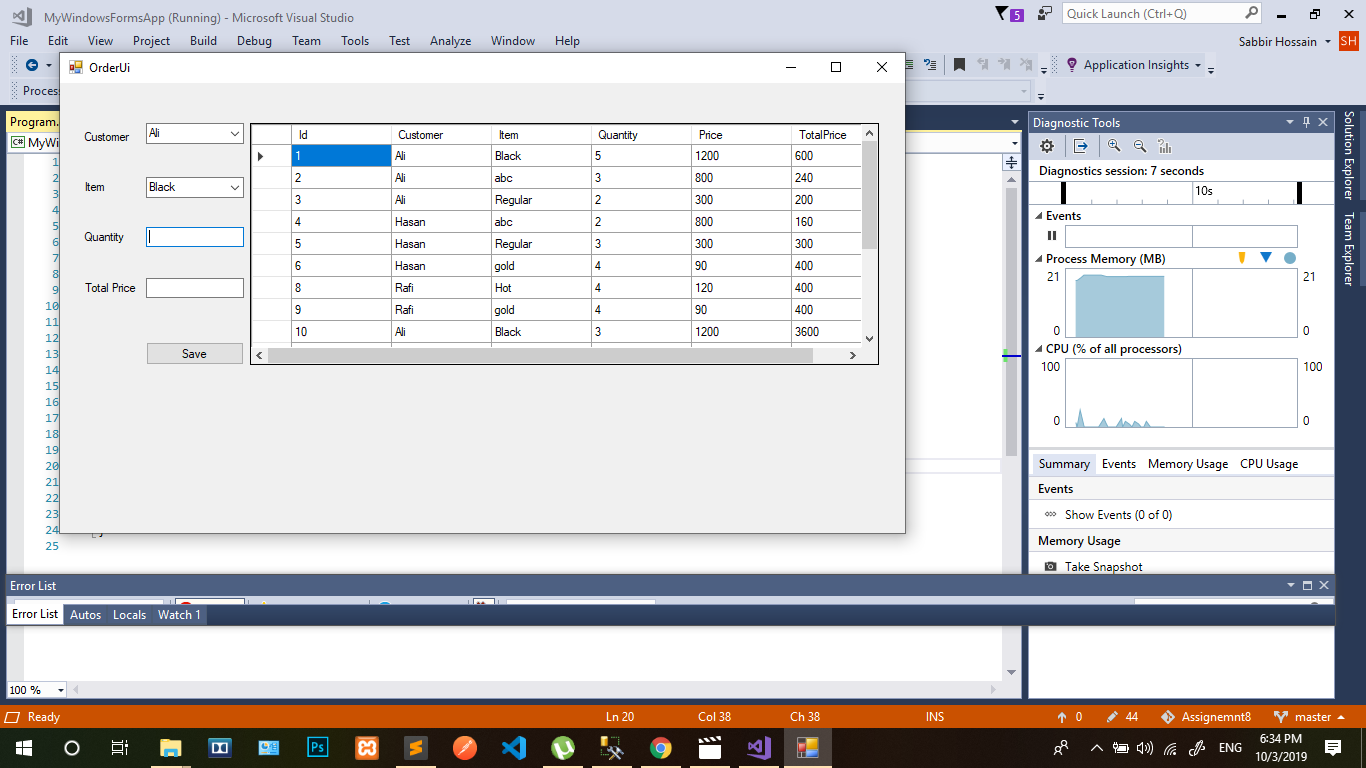 MyWindowsFormsApp (Running) - Microsoft Visual Studio
5
Quick Launch (Ctrl+Q)
File Edit View Project Build Debug Team Tools Test Analyze Window Help
Sabbir Hossain SH
Application Insights
Proces
OrderUi
Program.
C# MyWi
Customer Ali
Item Black
Quantity
Total Price
Save
Id Customer Item Quantity Price TotalPrice
1 Ali Black 5 1200 600
2 Ali abc 3 800 240
3 Ali Regular 2 300 200
4 Hasan abc 2 800 160
5 Hasan Regular 3 300 300
6 Hasan gold 4 90 400
8 Rafi Hot 4 120 400
9 Rafi gold 4 90 400
10 Ali Black 3 1200 3600
1
2
3
4
5
6
7
8
9
10
11
12
13
14
15
16
17
18
19
20
21
22
23
24
25
Diagnostic Tools
Diagnostics session: 7 seconds
10s
Events
Process Memory (MB)
21 21
0 0
CPU (% of all processors)
100 100
0 0
Summary Events Memory Usage CPU Usage
Events
Show Events (0 of 0)
Memory Usage
Take Snapshot
Solution Explorer
Team Explorer
Error List
Error List Autos Locals Watch 1
100 %
Ready Ln 20 Col 38 Ch 38 INS 0 44 Assignemnt8 master
Ps
ENG
6:34 PM
10/3/2019